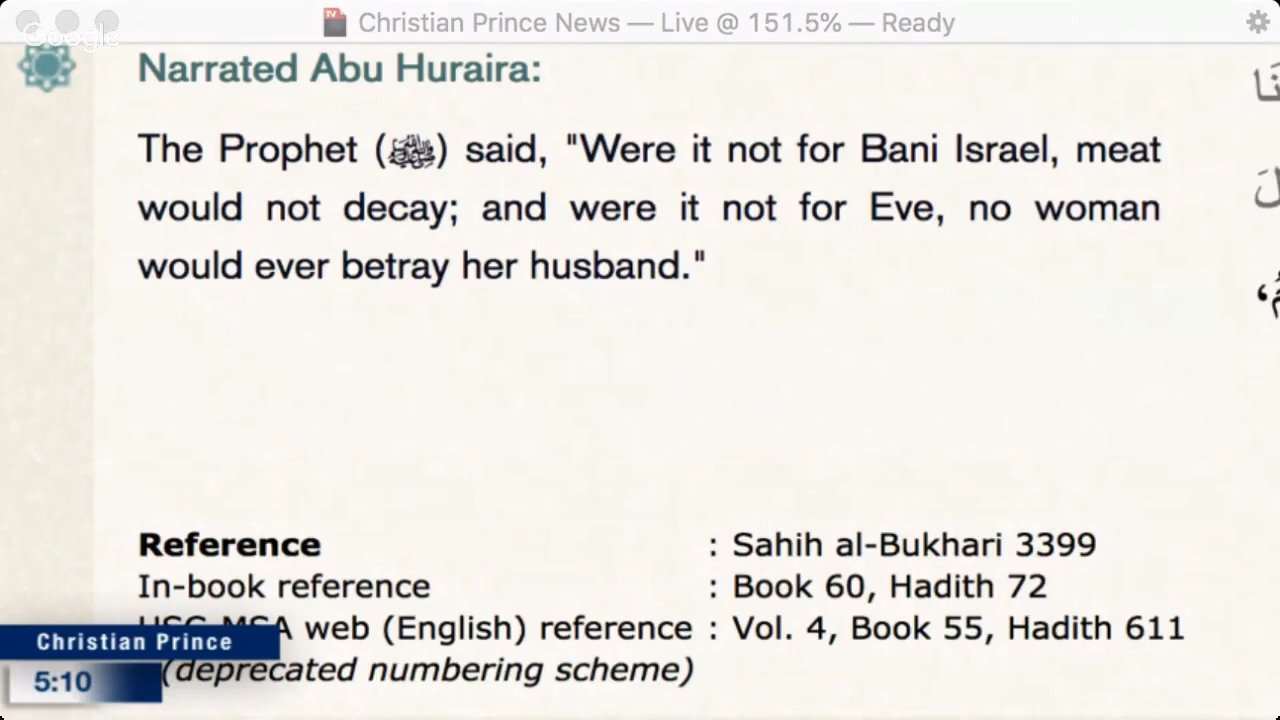 Christian Prince News — Live @ 151.5% — Ready
Google
Narrated Abu Huraira:
The Prophet (ﷺ) said, "Were it not for Bani Israel, meat
would not decay; and were it not for Eve, no woman
would ever betray her husband."
Reference : Sahih al-Bukhari 3399
In-book reference : Book 60, Hadith 72
USC-MSA web (English) reference : Vol. 4, Book 55, Hadith 611
(deprecated numbering scheme)
Christian Prince
5:10